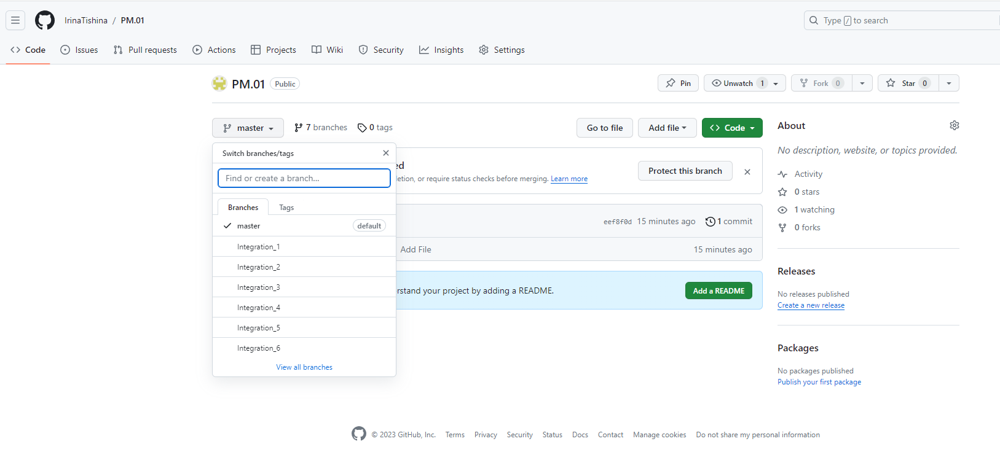 IrinaTishina / PM.01
Type / to search
Code Issues Pull requests Actions Projects Wiki Security Insights Settings
PM.01 Public
Pin Unwatch 1 Fork 0 Star 0
master 7 branches 0 tags
Go to file Add file Code
Switch branches/tags
Find or create a branch...
Branches Tags
master default
Integration_1
Integration_2
Integration_3
Integration_4
Integration_5
Integration_6
View all branches
ed
letion, or require status checks before merging. Learn more
Protect this branch
eef8f0d 15 minutes ago 1 commit
Add File 15 minutes ago
rstand your project by adding a README.
Add a README
About
No description, website, or topics provided.
Activity
0 stars
1 watching
0 forks
Releases
No releases published
Create a new release
Packages
No packages published
Publish your first package
© 2023 GitHub, Inc. Terms Privacy Security Status Docs Contact Manage cookies Do not share my personal information